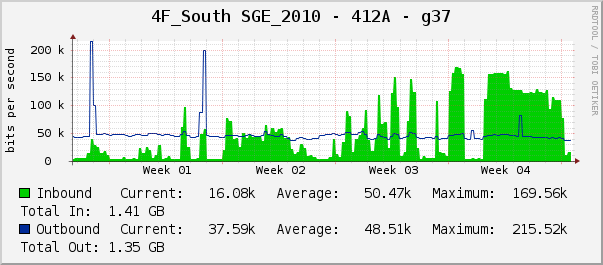 4F_South SGE_2010 - 412A - g37
RRDTOOL / TOBI OETIKER
bits per second
200 k
150 k
100 k
50 k
0
Week 01 Week 02 Week 03 Week 04
Inbound Current: 16.08k Average: 50.47k Maximum: 169.56k
Total In: 1.41 GB
Outbound Current: 37.59k Average: 48.51k Maximum: 215.52k
Total Out: 1.35 GB